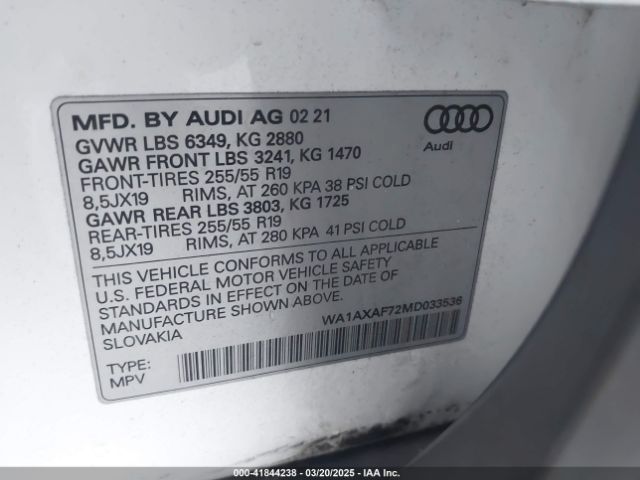 MFD. BY AUDI AG 02 21
GVWR LBS 6349, KG 2880
GAWR FRONT LBS 3241, KG 1470
FRONT-TIRES 255/55 R19
8,5JX19 RIMS, AT 260 KPA 38 PSI COLD
GAWR REAR LBS 3803, KG 1725
REAR-TIRES 255/55 R19
8,5JX19 RIMS, AT 280 KPA 41 PSI COLD
Audi
THIS VEHICLE CONFORMS TO ALL APPLICABLE
U.S. FEDERAL MOTOR VEHICLE SAFETY
STANDARDS IN EFFECT ON THE DATE OF
MANUFACTURE SHOWN ABOVE.
SLOVAKIA
WA1AXAF72MD033536
TYPE:
MPV
000-41844238 - 03/20/2025 - © IAA Inc.